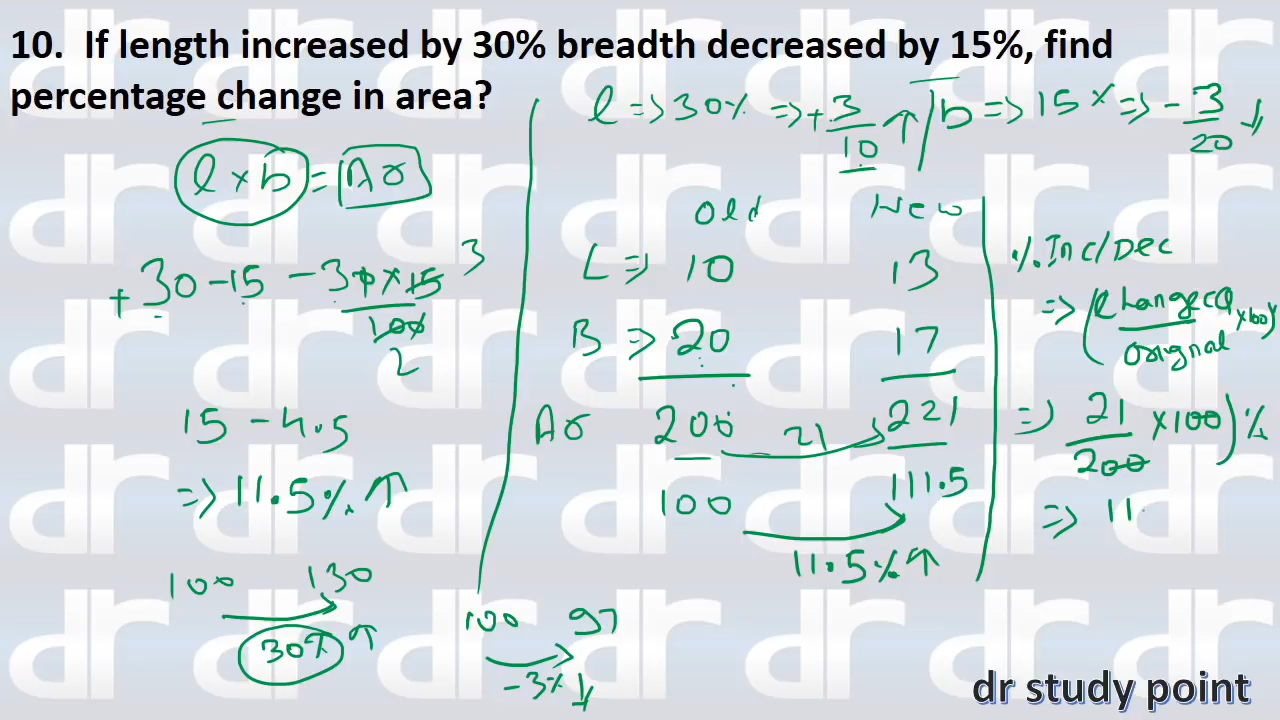 10. If length increased by 30% breadth decreased by 15%, find
percentage change in area?
l => 30% => +3/10 ↑ / b => 15% => -3/20 ↓
l × b = Ar
+30 - 15 - 30 × 15 / 100
3
2
15 - 4.5
=> 11.5% ↑
100 130
30% ↑
Old New
L => 10 13
B => 20 17
Ar 200 21 221
100 111.5
11.5% ↑
100 97
-3% ↓
% Inc/Dec
=> (Changed / Original × 100)%
=> 21/200 × 100)%
=> 11.
dr study point